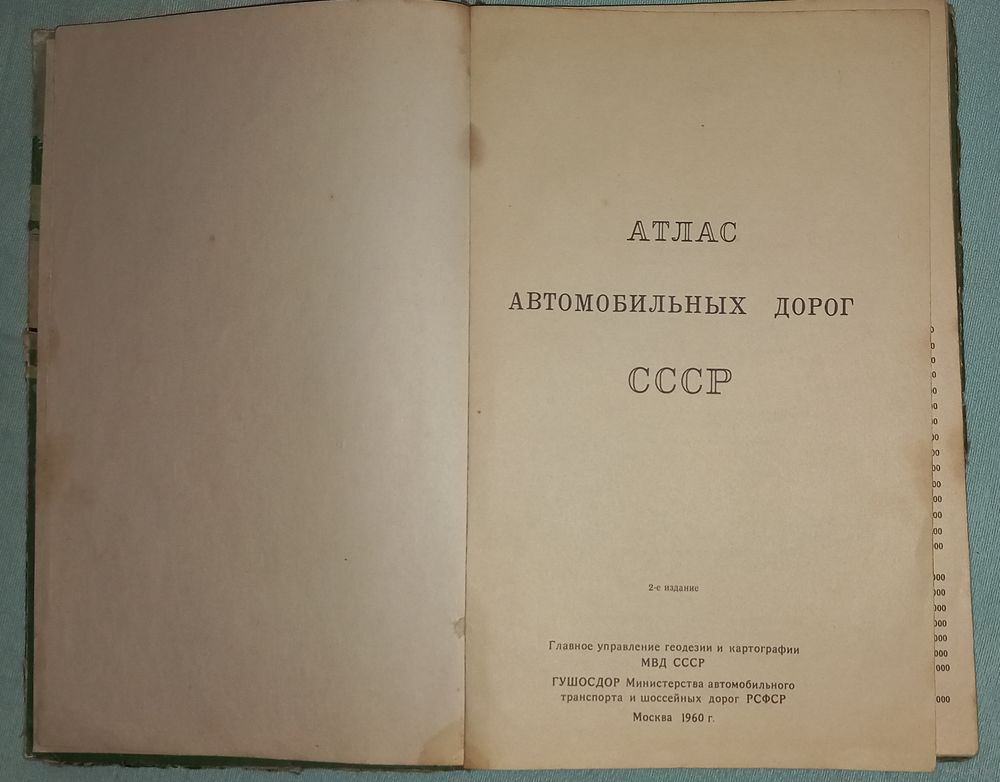 АТЛАС
АВТОМОБИЛЬНЫХ ДОРОГ
СССР
2-е издание
Главное управление геодезии и картографии
МВД СССР
ГУШОСДОР Министерства автомобильного
транспорта и шоссейных дорог РСФСР
Москва 1960 г.